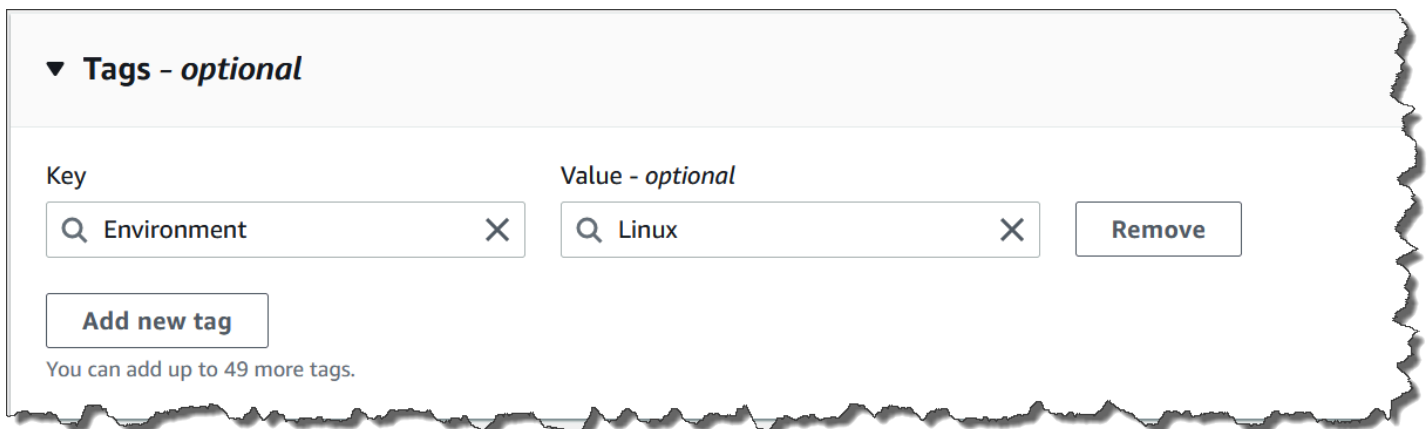 Tags - optional
Key
Value - optional
Environment
Linux
Remove
Add new tag
You can add up to 49 more tags.